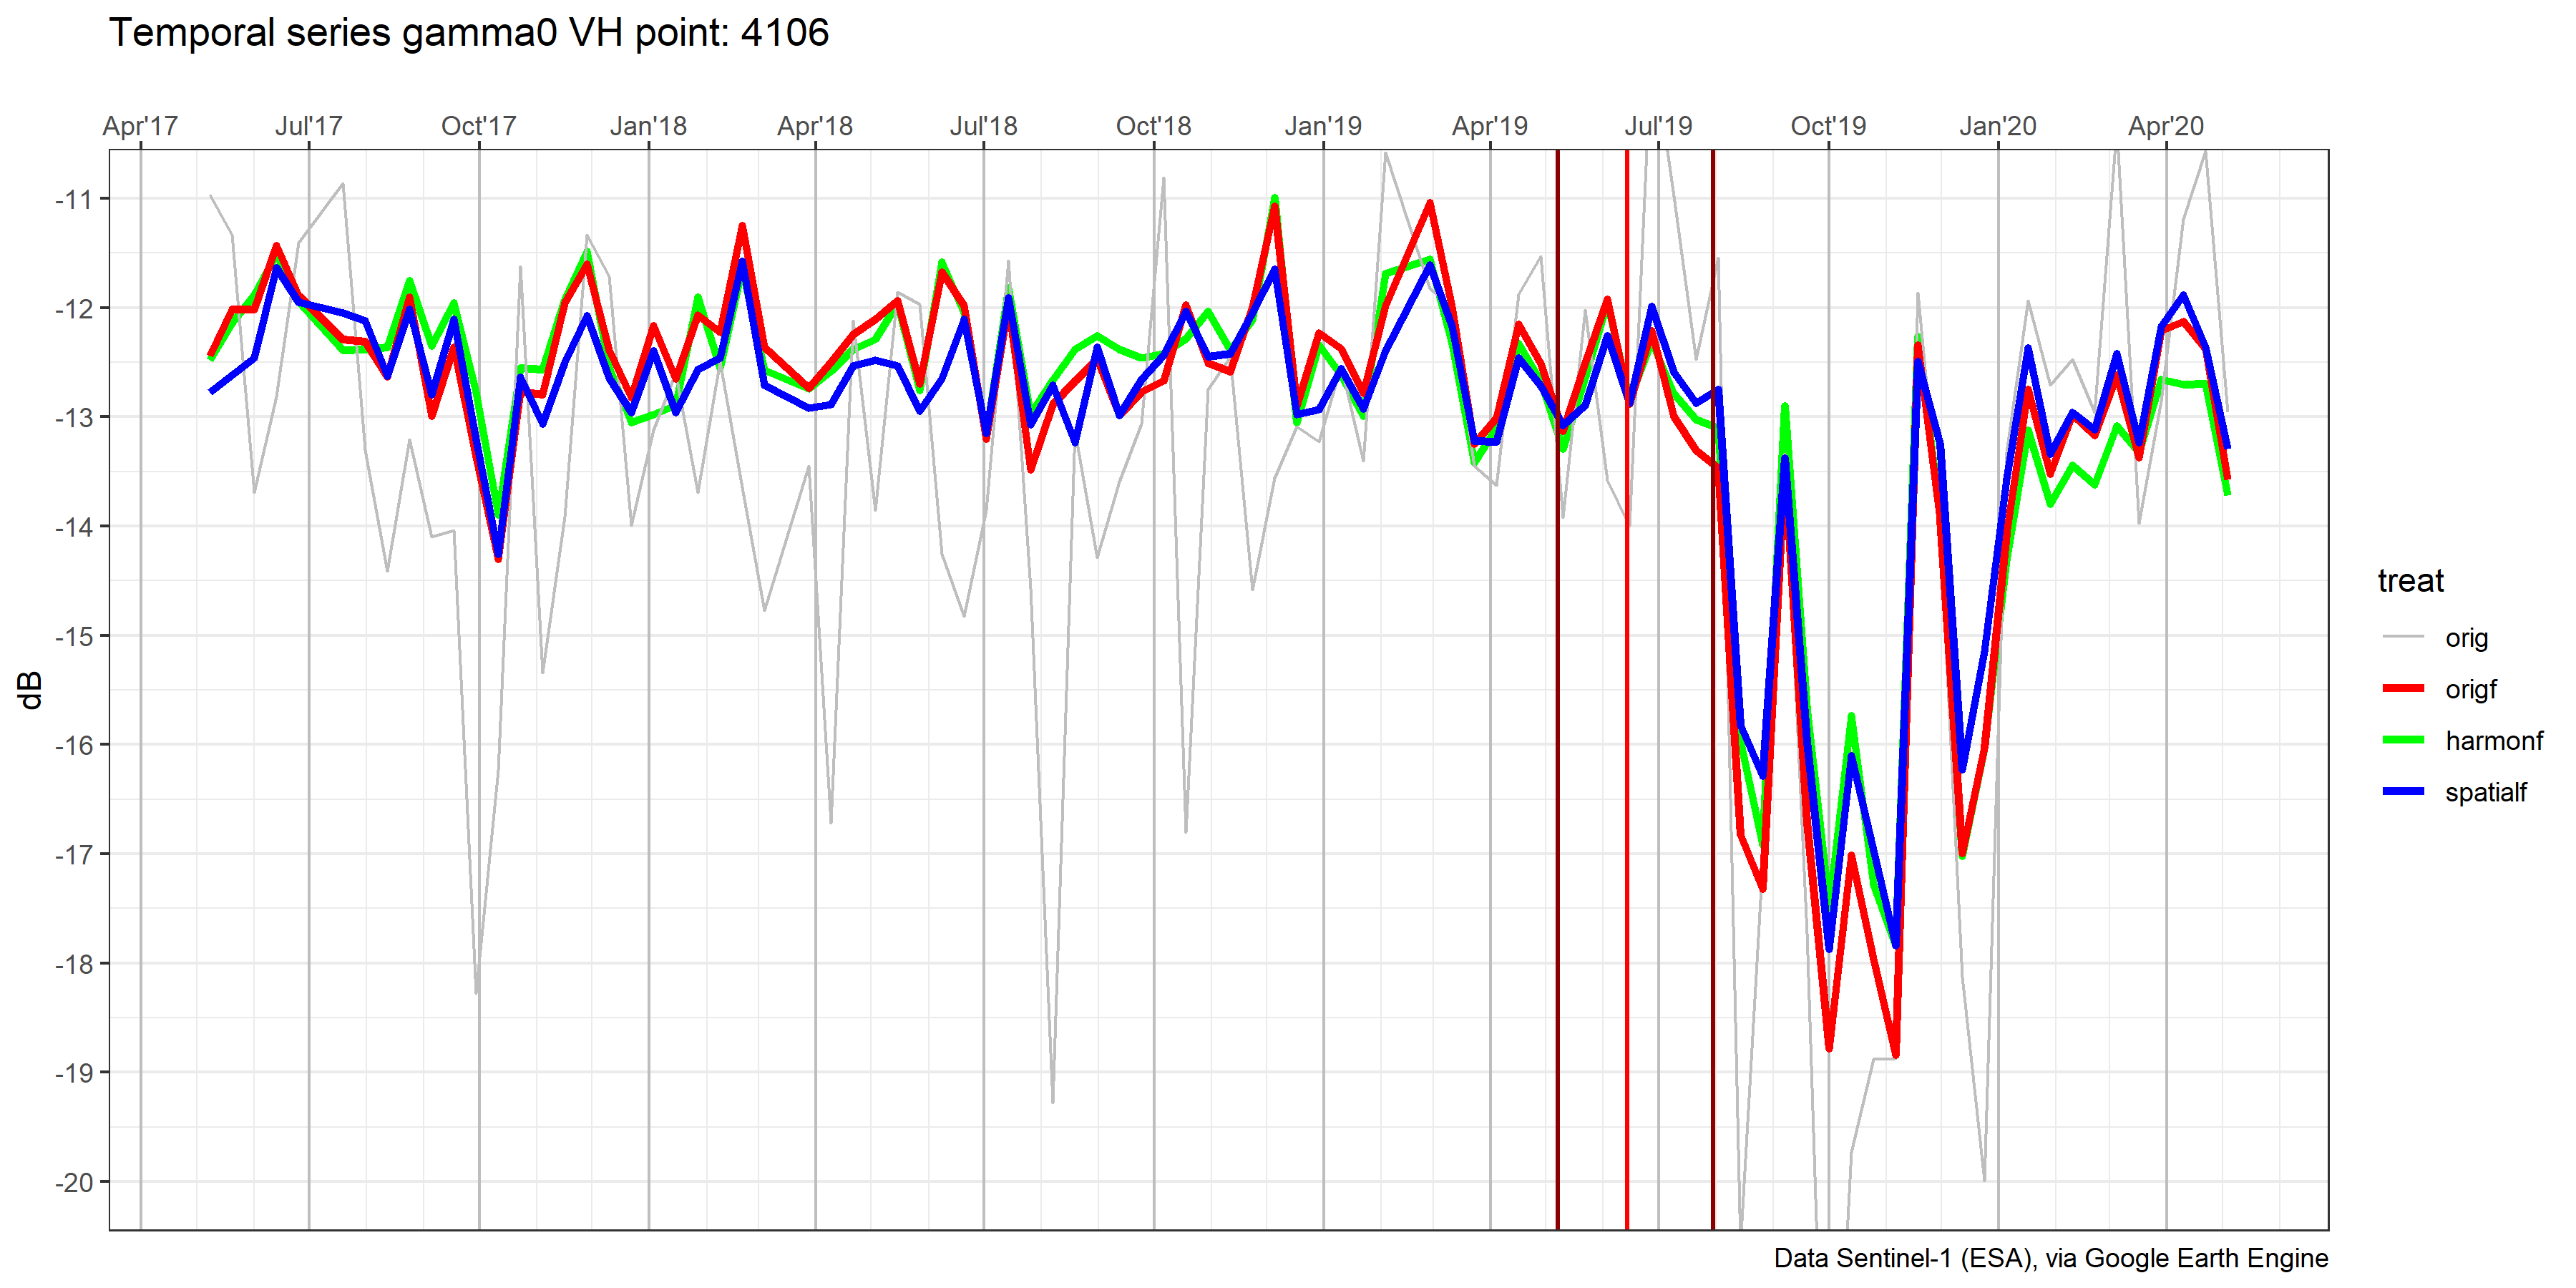 Temporal series gamma0 VH point: 4106
Apr'17 Jul'17 Oct'17 Jan'18 Apr'18 Jul'18 Oct'18 Jan'19 Apr'19 Jul'19 Oct'19 Jan'20 Apr'20
-11
-12
-13
-14
-15
-16
-17
-18
-19
-20
dB
treat
orig
origf
harmonf
spatialf
Data Sentinel-1 (ESA), via Google Earth Engine